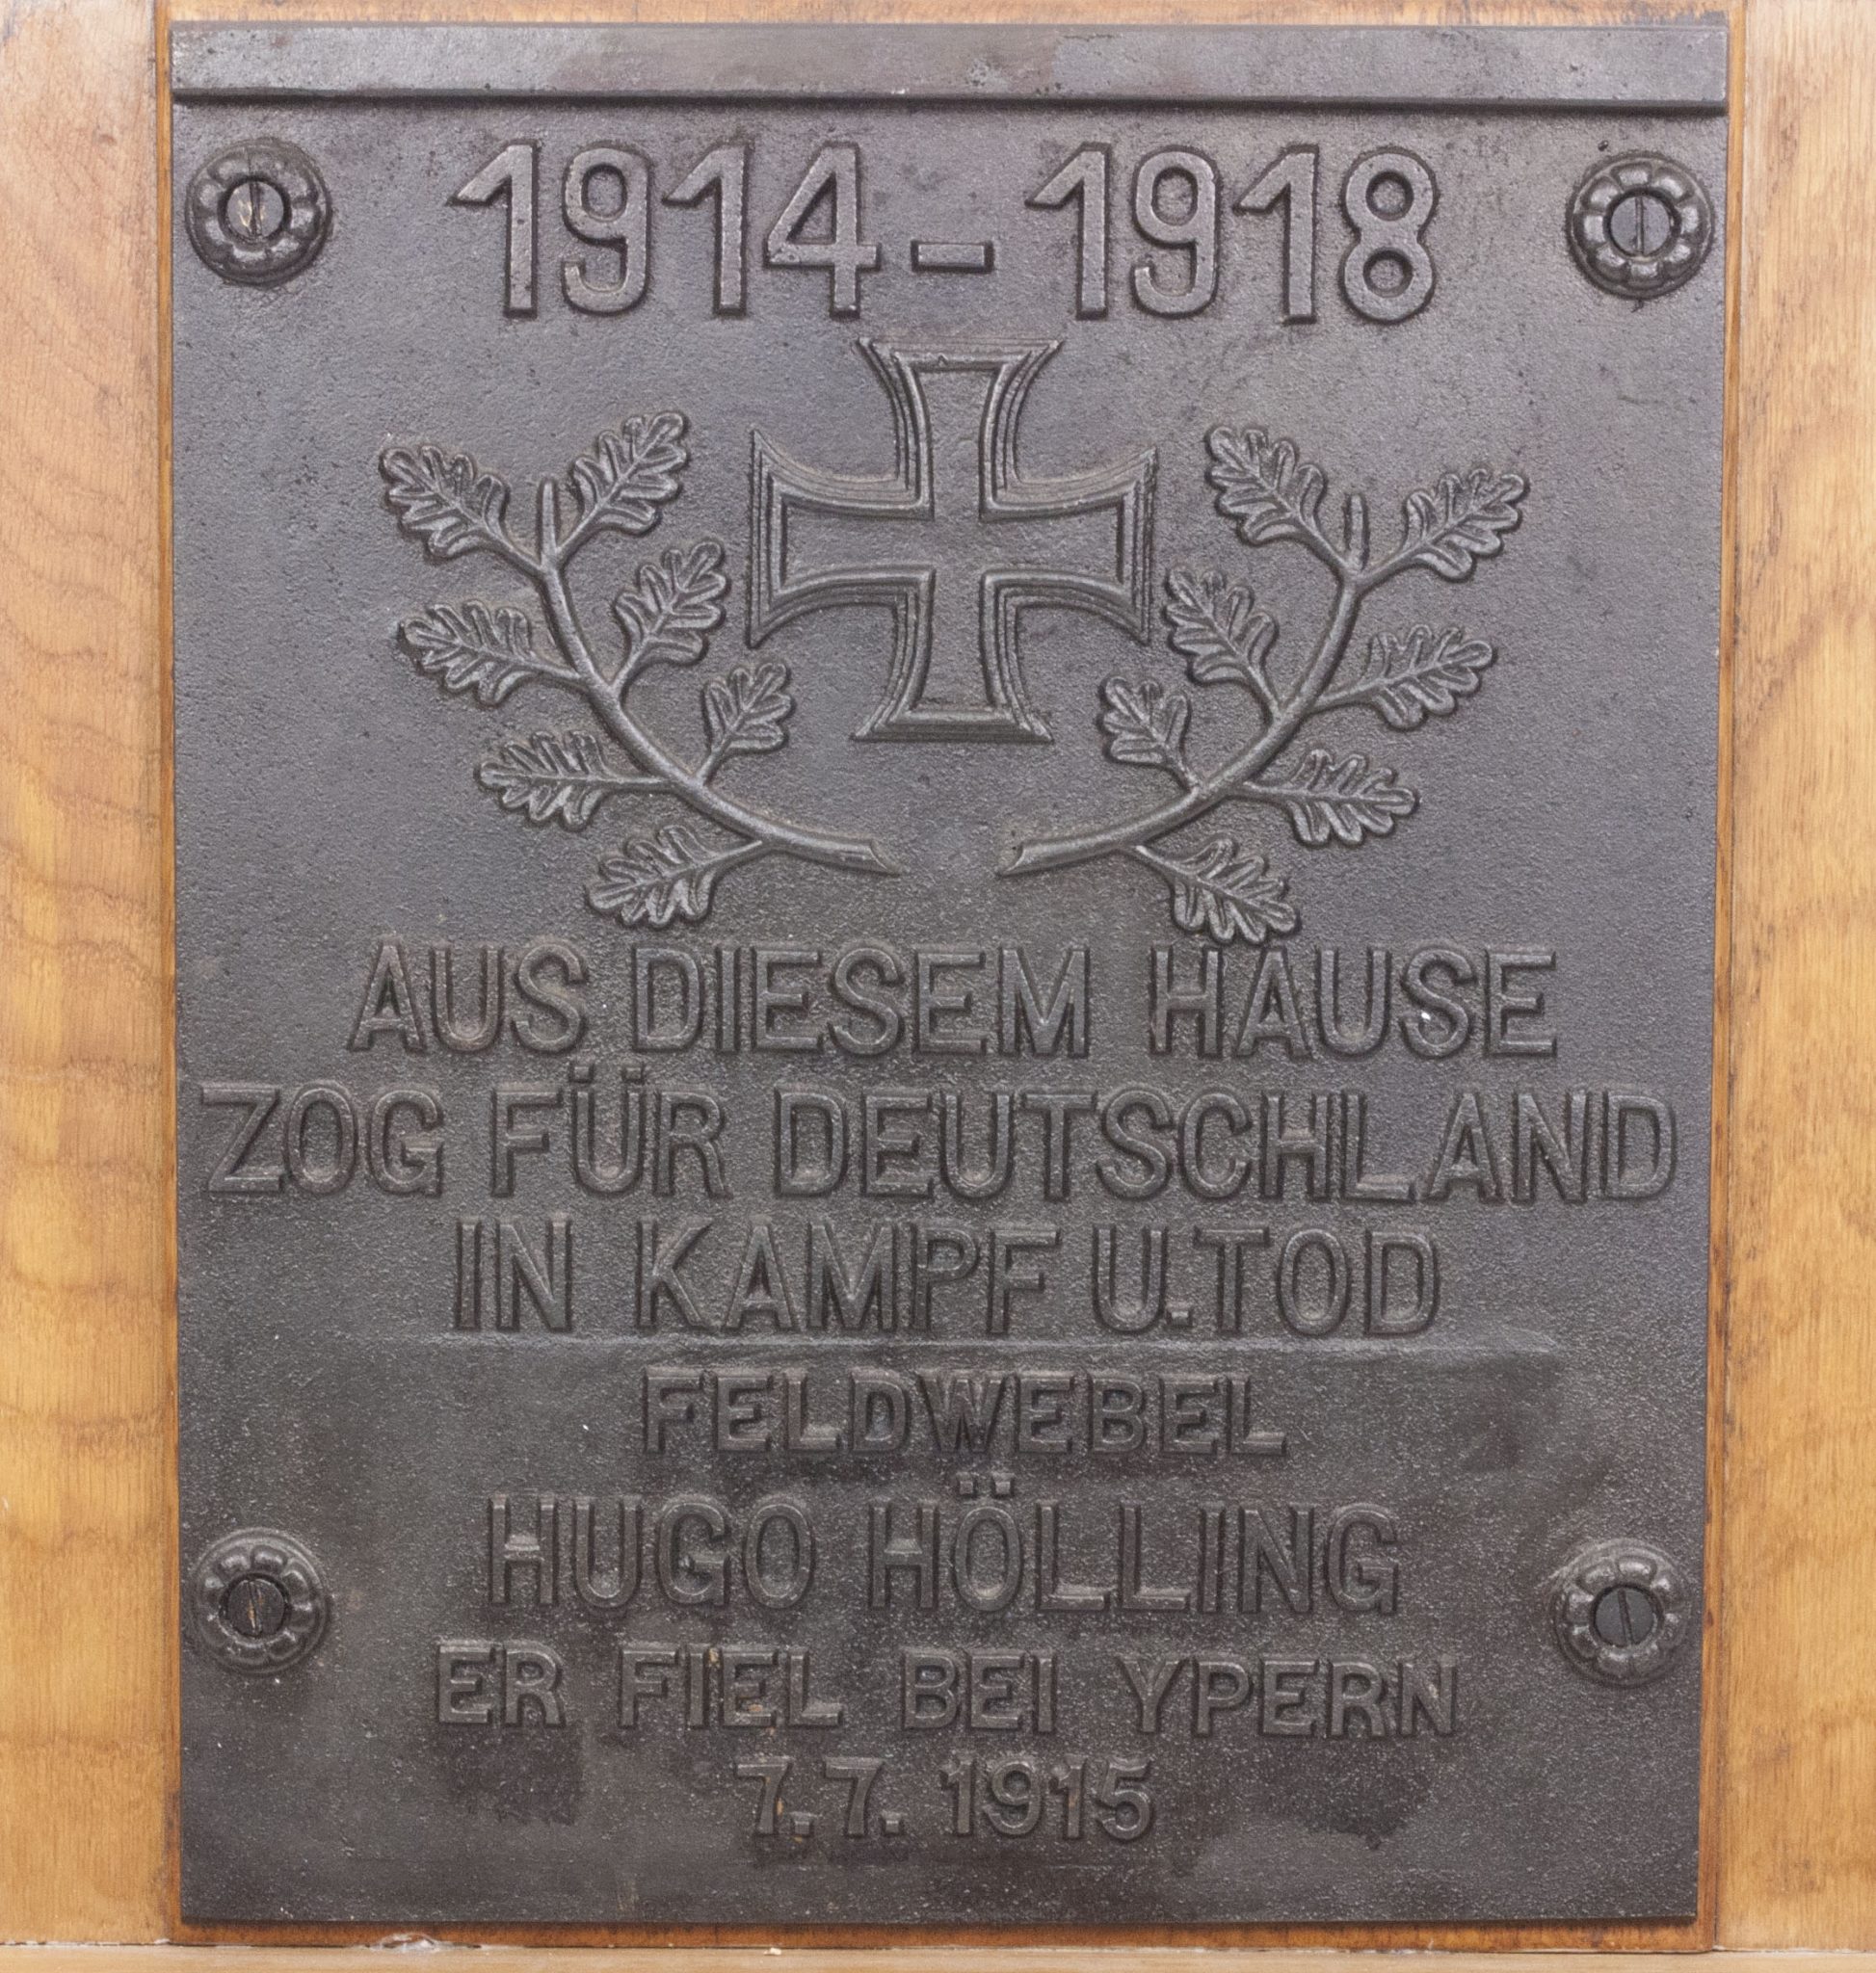 1914 - 1918
AUS DIESEM HAUSE
ZOG FÜR DEUTSCHLAND
IN KAMPF U. TOD
FELDWEBEL
HUGO HÖLLING
ER FIEL BEI YPERN
7.7. 1915